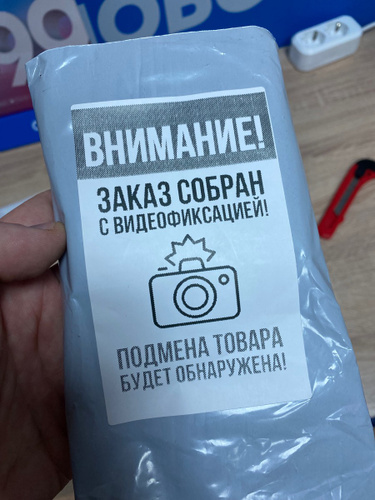 ВНИМАНИЕ!
ЗАКАЗ СОБРАН
С ВИДЕОФИКСАЦИЕЙ!
ПОДМЕНА ТОВАРА
БУДЕТ ОБНАРУЖЕНА!